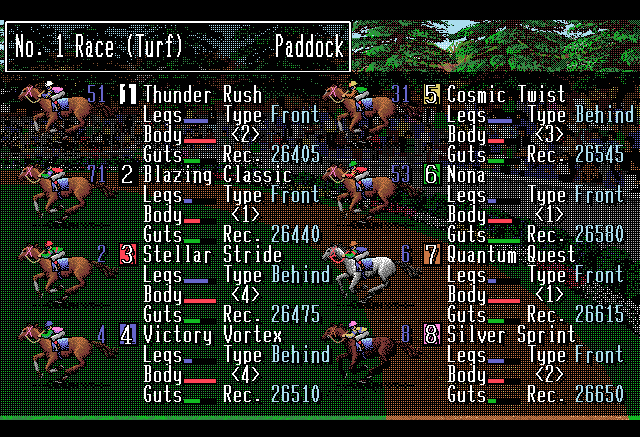 No. 1 Race (Turf) Paddock
51 1 Thunder Rush
Legs Type Front
Body <2>
Guts Rec. 26405
71 2 Blazing Classic
Legs Type Front
Body <1>
Guts Rec. 26440
2 3 Stellar Stride
Legs Type Behind
Body <4>
Guts Rec. 26475
4 4 Victory Vortex
Legs Type Behind
Body <4>
Guts Rec. 26510
31 5 Cosmic Twist
Legs Type Behind
Body <3>
Guts Rec. 26545
53 6 Nona
Legs Type Front
Body <1>
Guts Rec. 26580
6 7 Quantum Quest
Legs Type Front
Body <1>
Guts Rec. 26615
8 8 Silver Sprint
Legs Type Front
Body <2>
Guts Rec. 26650